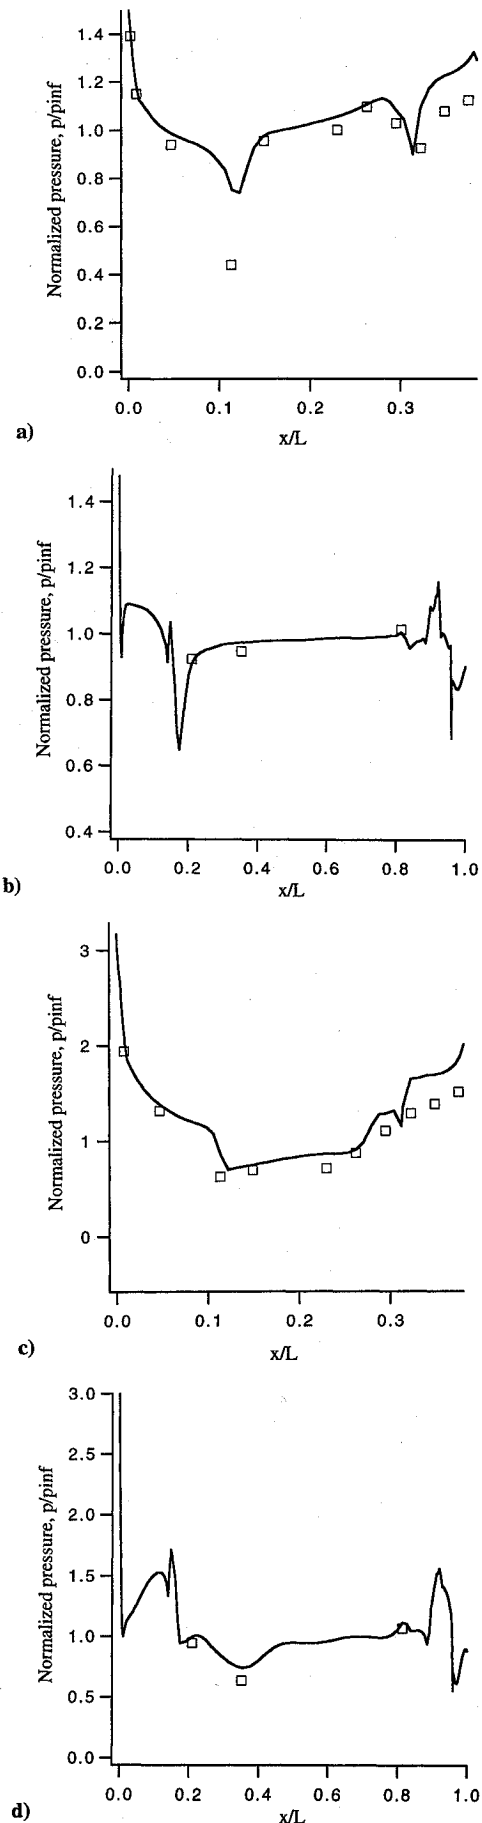 1.4
1.2
1.0
0.8
0.6
0.4
0.2
0.0
Normalized pressure, p/pinf
0.0 0.1 0.2 0.3
x/L
a)
1.4
1.2
1.0
0.8
0.6
0.4
Normalized pressure, p/pinf
0.0 0.2 0.4 0.6 0.8 1.0
x/L
b)
3
2
1
0
Normalized pressure, p/pinf
0.0 0.1 0.2 0.3
x/L
c)
3.0
2.5
2.0
1.5
1.0
0.5
0.0
Normalized pressure, p/pinf
0.0 0.2 0.4 0.6 0.8 1.0
x/L
d)